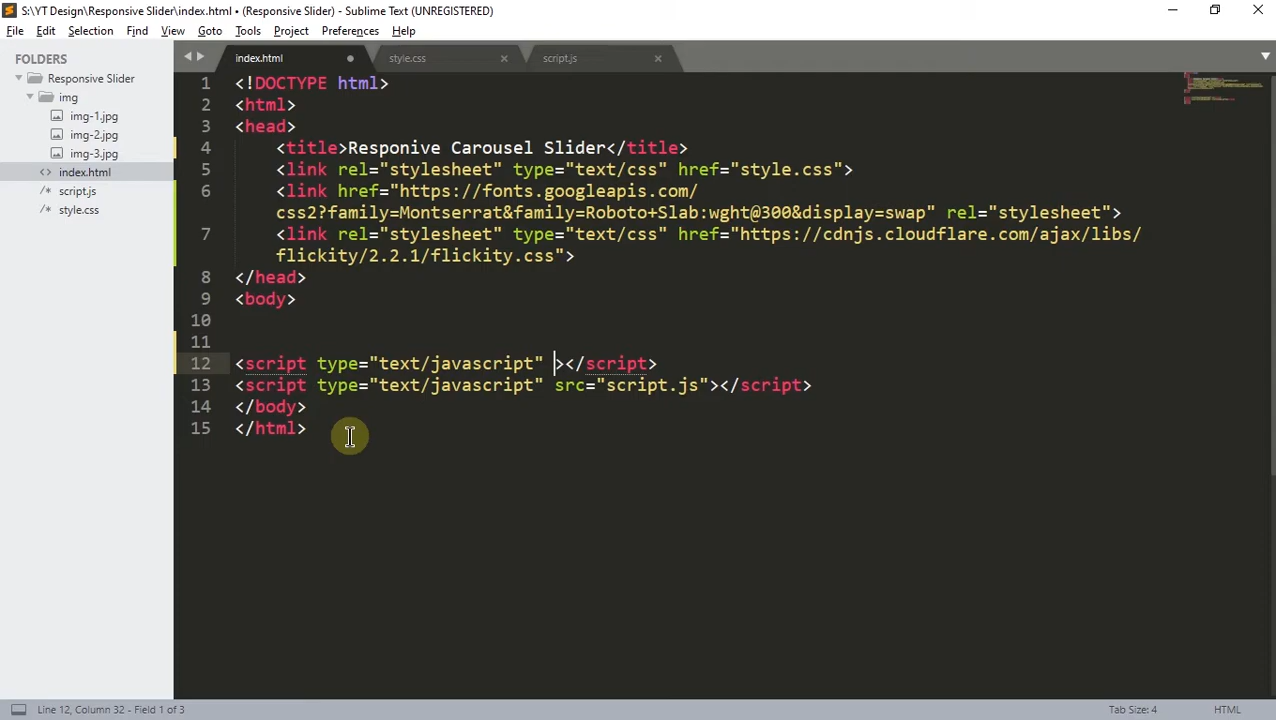 S:\YT Design\Responsive Slider\index.html • (Responsive Slider) - Sublime Text (UNREGISTERED)
File Edit Selection Find View Goto Tools Project Preferences Help
FOLDERS
Responsive Slider
img
img-1.jpg
img-2.jpg
img-3.jpg
index.html
script.js
style.css
index.html style.css script.js
1 <!DOCTYPE html>
2 <html>
3 <head>
4 <title>Responive Carousel Slider</title>
5 <link rel="stylesheet" type="text/css" href="style.css">
6 <link href="https://fonts.googleapis.com/
css2?family=Montserrat&family=Roboto+Slab:wght@300&display=swap" rel="stylesheet">
7 <link rel="stylesheet" type="text/css" href="https://cdnjs.cloudflare.com/ajax/libs/
flickity/2.2.1/flickity.css">
8 </head>
9 <body>
10
11
12 <script type="text/javascript" ></script>
13 <script type="text/javascript" src="script.js"></script>
14 </body>
15 </html>
Line 12, Column 32 - Field 1 of 3 Tab Size: 4 HTML